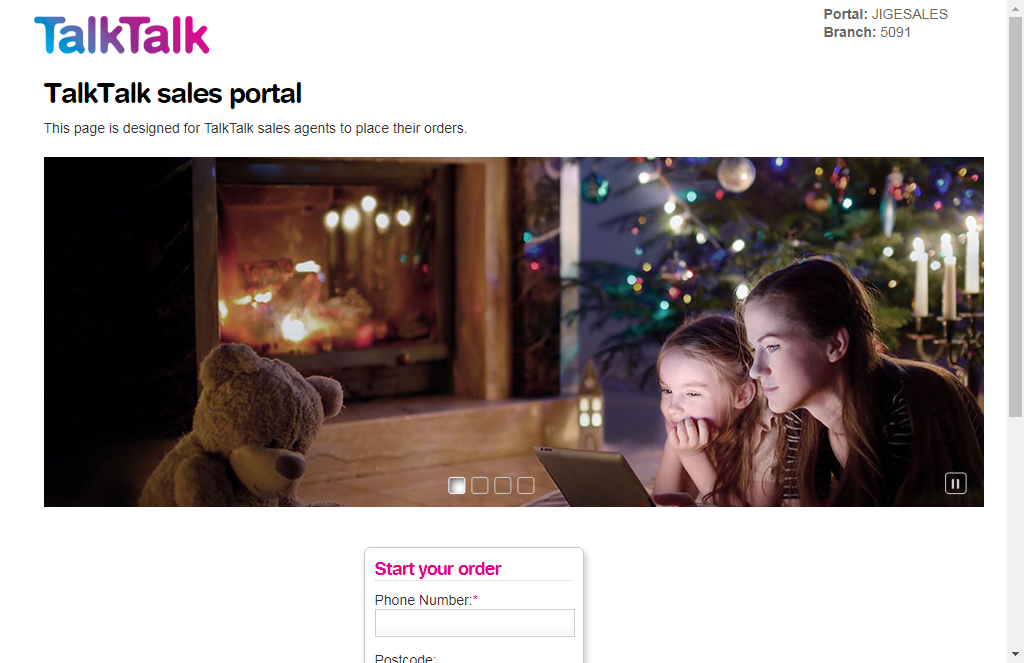 TalkTalk
Portal: JIGESALES
Branch: 5091
TalkTalk sales portal
This page is designed for TalkTalk sales agents to place their orders.
Start your order
Phone Number:*
Postcode: